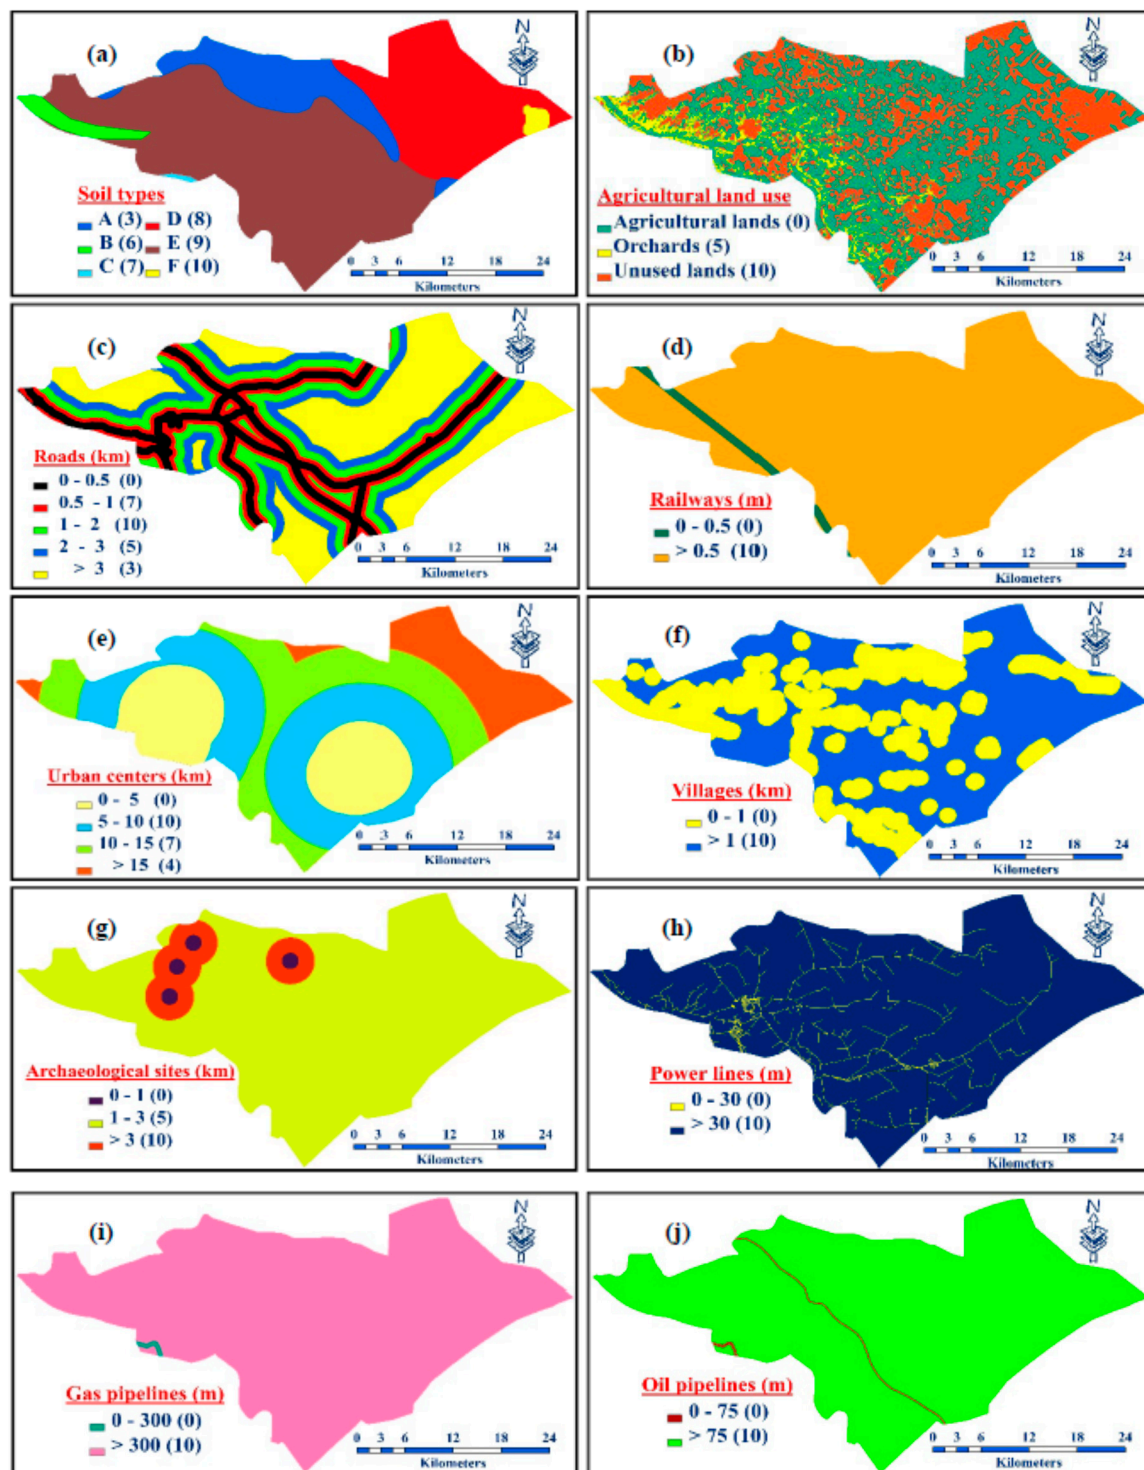 (a)
N
Soil types
A (3) D (8)
B (6) E (9)
C (7) F (10)
0 3 6 12 18 24
Kilometers
(b)
N
Agricultural land use
Agricultural lands (0)
Orchards (5)
Unused lands (10)
0 3 6 12 18 24
Kilometers
(c)
N
Roads (km)
0 - 0.5 (0)
0.5 - 1 (7)
1 - 2 (10)
2 - 3 (5)
> 3 (3)
0 3 6 12 18 24
Kilometers
(d)
N
Railways (m)
0 - 0.5 (0)
> 0.5 (10)
0 3 6 12 18 24
Kilometers
(e)
N
Urban centers (km)
0 - 5 (0)
5 - 10 (10)
10 - 15 (7)
> 15 (4)
0 3 6 12 18 24
Kilometers
(f)
N
Villages (km)
0 - 1 (0)
> 1 (10)
0 3 6 12 18 24
Kilometers
(g)
N
Archaeological sites (km)
0 - 1 (0)
1 - 3 (5)
> 3 (10)
0 3 6 12 18 24
Kilometers
(h)
N
Power lines (m)
0 - 30 (0)
> 30 (10)
0 3 6 12 18 24
Kilometers
(i)
N
Gas pipelines (m)
0 - 300 (0)
> 300 (10)
0 3 6 12 18 24
Kilometers
(j)
N
Oil pipelines (m)
0 - 75 (0)
> 75 (10)
0 3 6 12 18 24
Kilometers